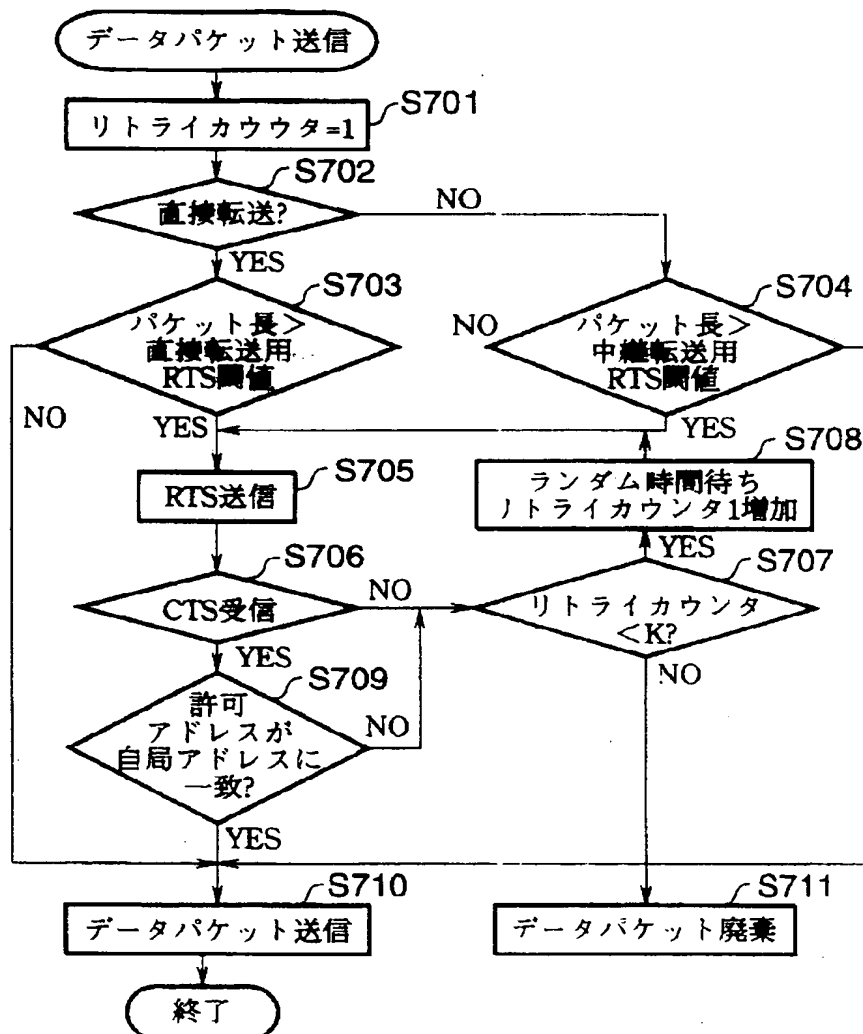 データパケット送信
S701
リトライカウウタ=1
S702
直接転送?
NO
YES
S703
パケット長>
直接転送用
RTS閾値
NO
YES
S704
NO
パケット長>
中継転送用
RTS閾値
YES
S705
RTS送信
S708
ランダム時間待ち
リトライカウンタ1増加
YES
S706
CTS受信
NO
YES
S707
リトライカウンタ
<K?
NO
S709
許可
アドレスが
自局アドレスに
一致?
NO
YES
S710
データパケット送信
S711
データパケット廃棄
終了